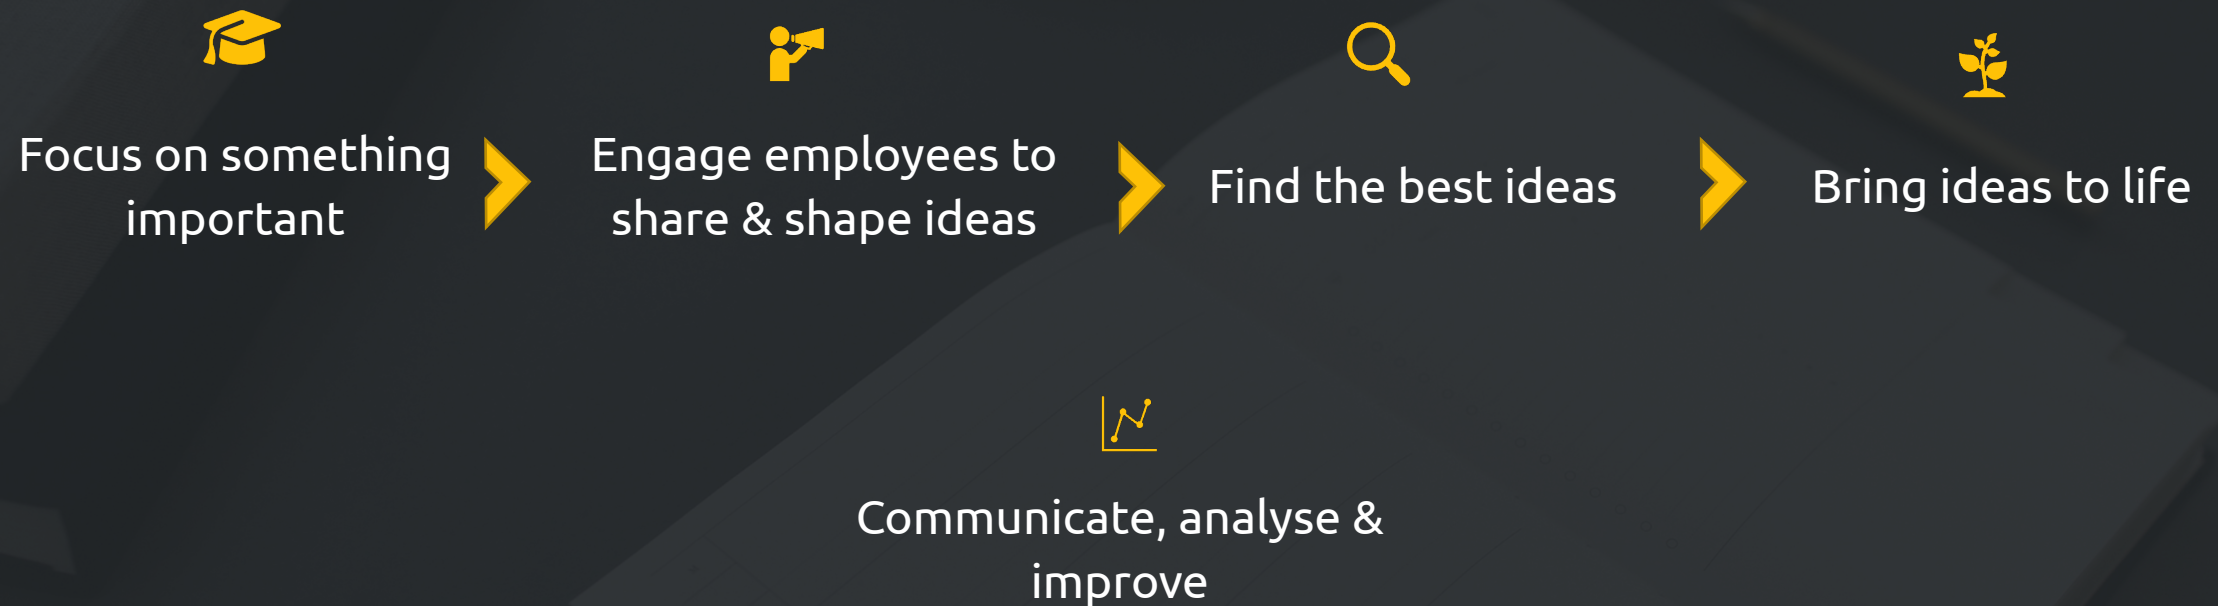 Focus on something
important
Engage employees to
share & shape ideas
Find the best ideas
Bring ideas to life
Communicate, analyse &
improve